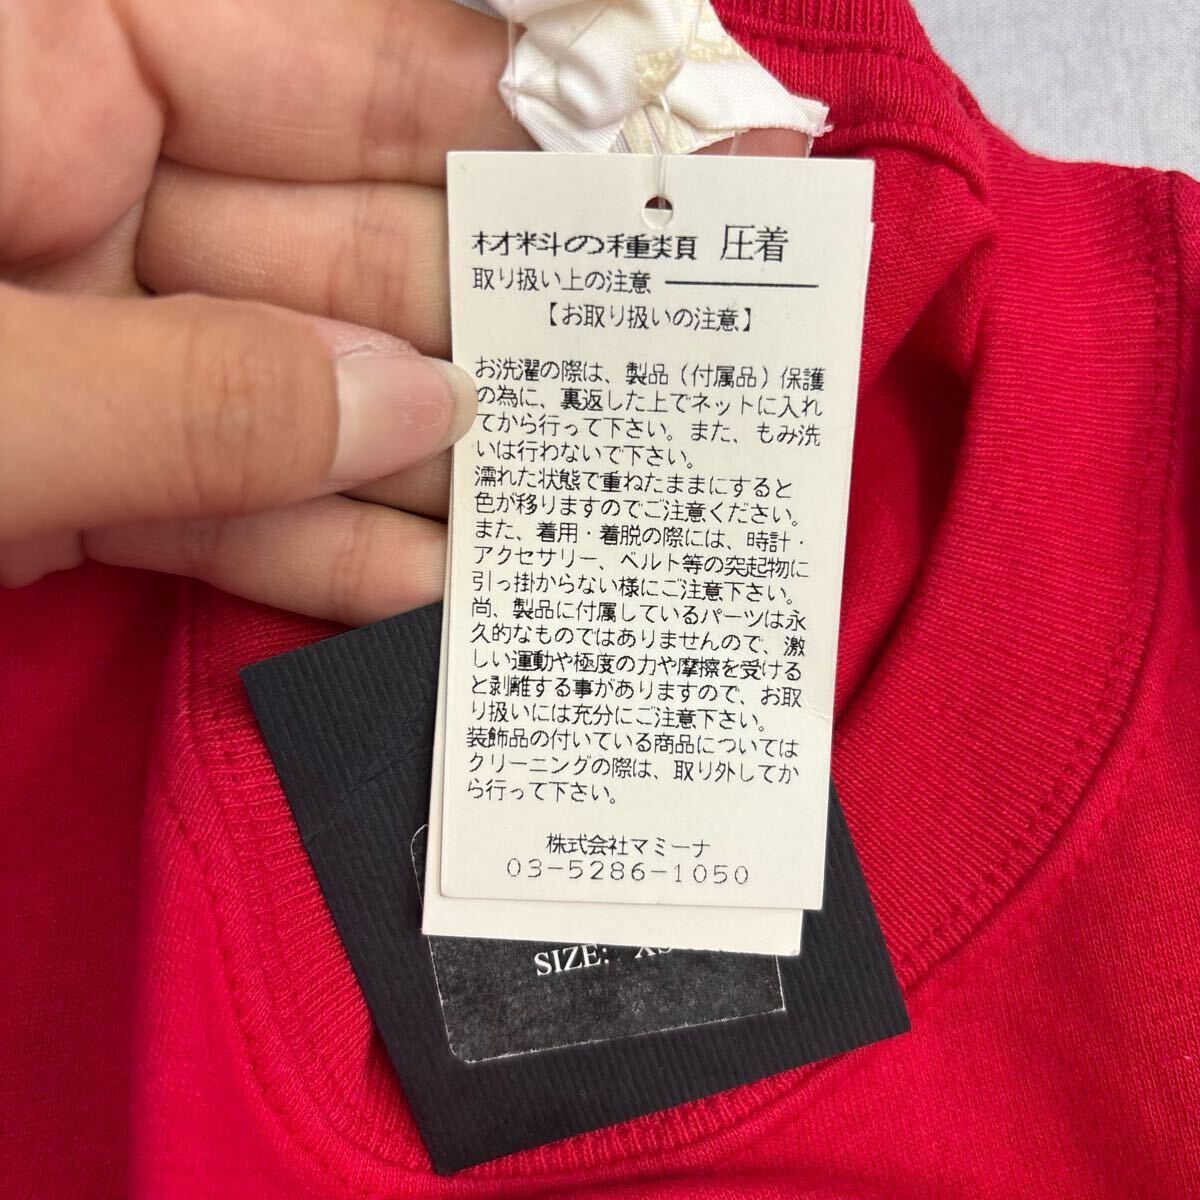 材料の種類 圧着
取り扱い上の注意
【お取り扱いの注意】
お洗濯の際は、製品（付属品）保護
の為に、裏返した上でネットに入れ
てから行って下さい。また、もみ洗
いは行わないで下さい。
濡れた状態で重ねたままにすると
色が移りますのでご注意ください。
また、着用・着脱の際には、時計・
アクセサリー、ベルト等の突起物に
引っ掛からない様にご注意下さい。
尚、製品に付属しているパーツは永
久的なものではありませんので、激
しい運動や極度の力や摩擦を受ける
と剥離する事がありますので、お取
り扱いには充分にご注意下さい。
装飾品の付いている商品については
クリーニングの際は、取り外してか
ら行って下さい。
株式会社マミーナ
03-5286-1050
SIZE: XS